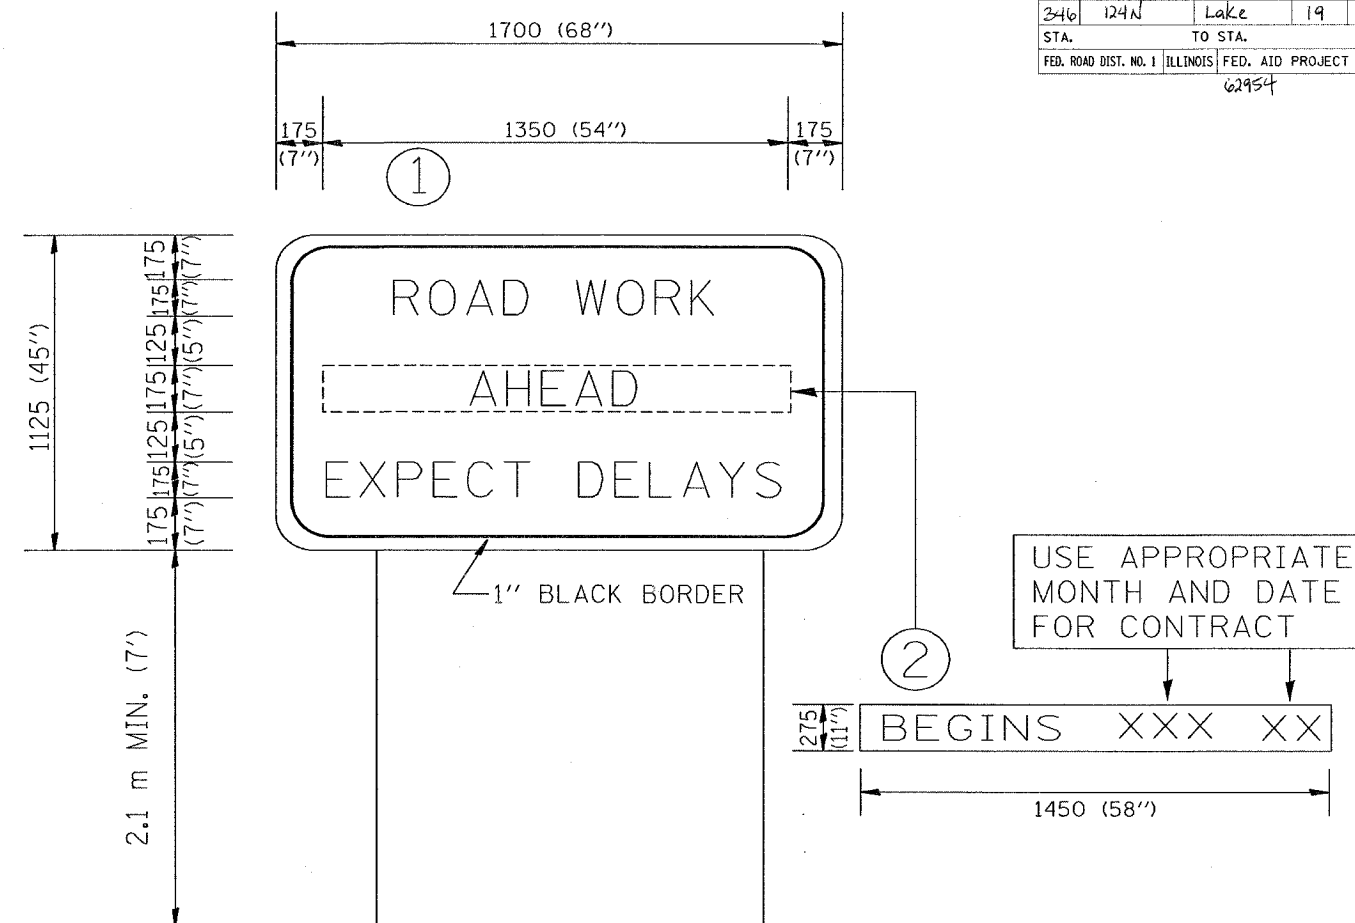 346 124N Lake 19
STA. TO STA.
FED. ROAD DIST. NO. 1 ILLINOIS FED. AID PROJECT
62954
1700 (68'')
175 (7'')
1350 (54'')
175 (7'')
1
1125 (45'')
175 (7'')
175 (7'')
125 (5'')
175 (7'')
125 (5'')
175 (7'')
175 (7'')
ROAD WORK
AHEAD
EXPECT DELAYS
1'' BLACK BORDER
2.1 m MIN. (7')
2
USE APPROPRIATE
MONTH AND DATE
FOR CONTRACT
275 (11'')
BEGINS XXX XX
1450 (58'')